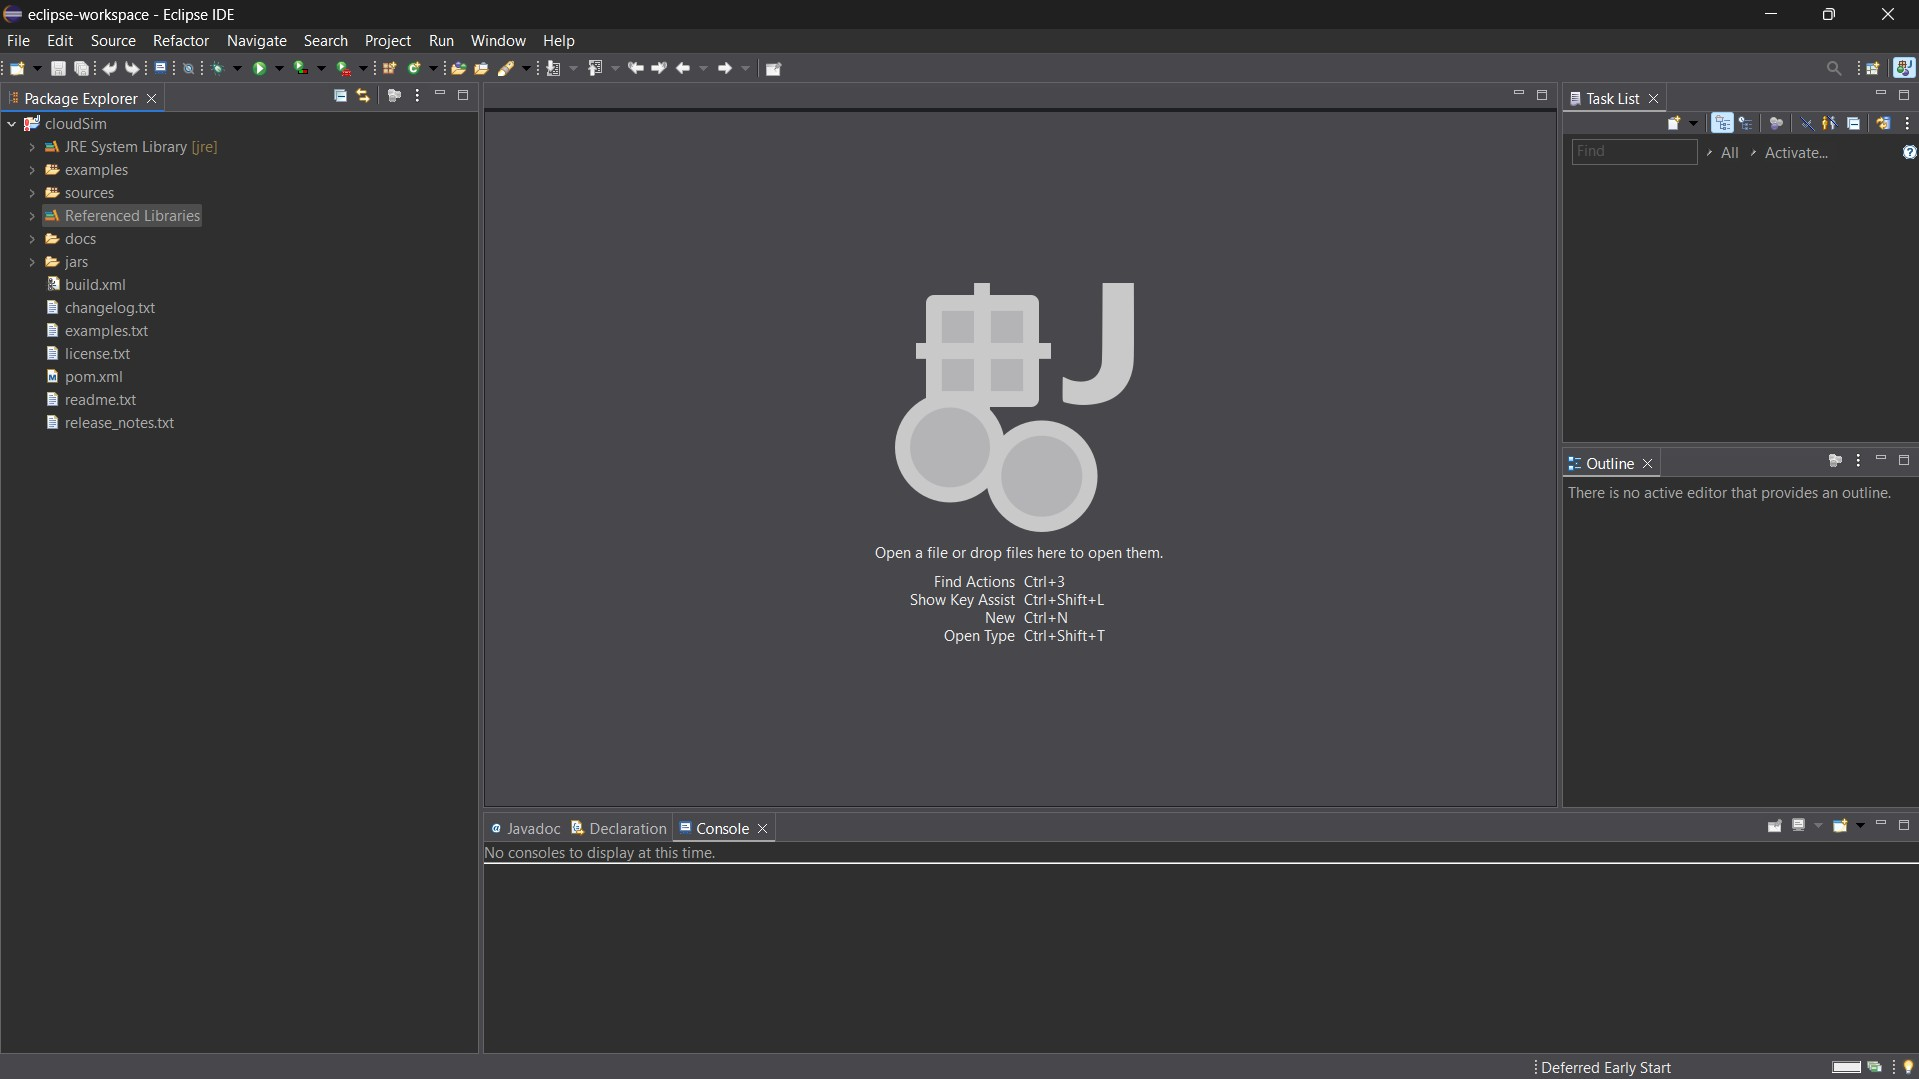 eclipse-workspace - Eclipse IDE
File Edit Source Refactor Navigate Search Project Run Window Help
Package Explorer
cloudSim
JRE System Library [jre]
examples
sources
Referenced Libraries
docs
jars
build.xml
changelog.txt
examples.txt
license.txt
pom.xml
readme.txt
release_notes.txt
J
Open a file or drop files here to open them.
Find Actions Ctrl+3
Show Key Assist Ctrl+Shift+L
New Ctrl+N
Open Type Ctrl+Shift+T
Task List
Find All Activate...
Outline
There is no active editor that provides an outline.
Javadoc Declaration Console
No consoles to display at this time.
Deferred Early Start